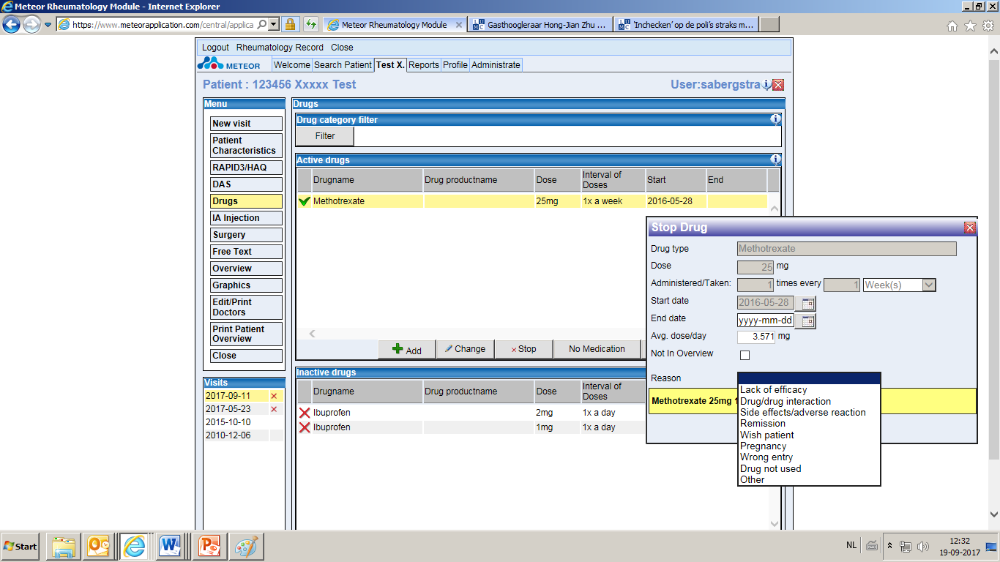 Meteor Rheumatology Module - Internet Explorer
https://www.meteorapplication.com/central/applica
Meteor Rheumatology Module
Gasthoogleraar Hong-Jian Zhu ...
'Inchecken' op de poli's straks m...
Logout Rheumatology Record Close
METEOR
Welcome Search Patient Test X. Reports Profile Administrate
Patient : 123456 Xxxxx Test
User:sabergstra
Menu
New visit
Patient
Characteristics
RAPID3/HAQ
DAS
Drugs
IA Injection
Surgery
Free Text
Overview
Graphics
Edit/Print
Doctors
Print Patient
Overview
Close
Visits
2017-09-11
2017-05-23
2015-10-10
2010-12-06
Drugs
Drug category filter
Filter
Active drugs
Drugname Drug productname Dose Interval of Doses Start End
Methotrexate 25mg 1x a week 2016-05-28
Add Change Stop No Medication
Inactive drugs
Drugname Drug productname Dose Interval of Doses
Ibuprofen 2mg 1x a day
Ibuprofen 1mg 1x a day
Stop Drug
Drug type Methotrexate
Dose 25 mg
Administered/Taken: 1 times every 1 Week(s)
Start date 2016-05-28
End date yyyy-mm-dd
Avg. dose/day 3.571 mg
Not In Overview
Reason
Methotrexate 25mg 1
Lack of efficacy
Drug/drug interaction
Side effects/adverse reaction
Remission
Wish patient
Pregnancy
Wrong entry
Drug not used
Other
Start
NL
12:32
19-09-2017